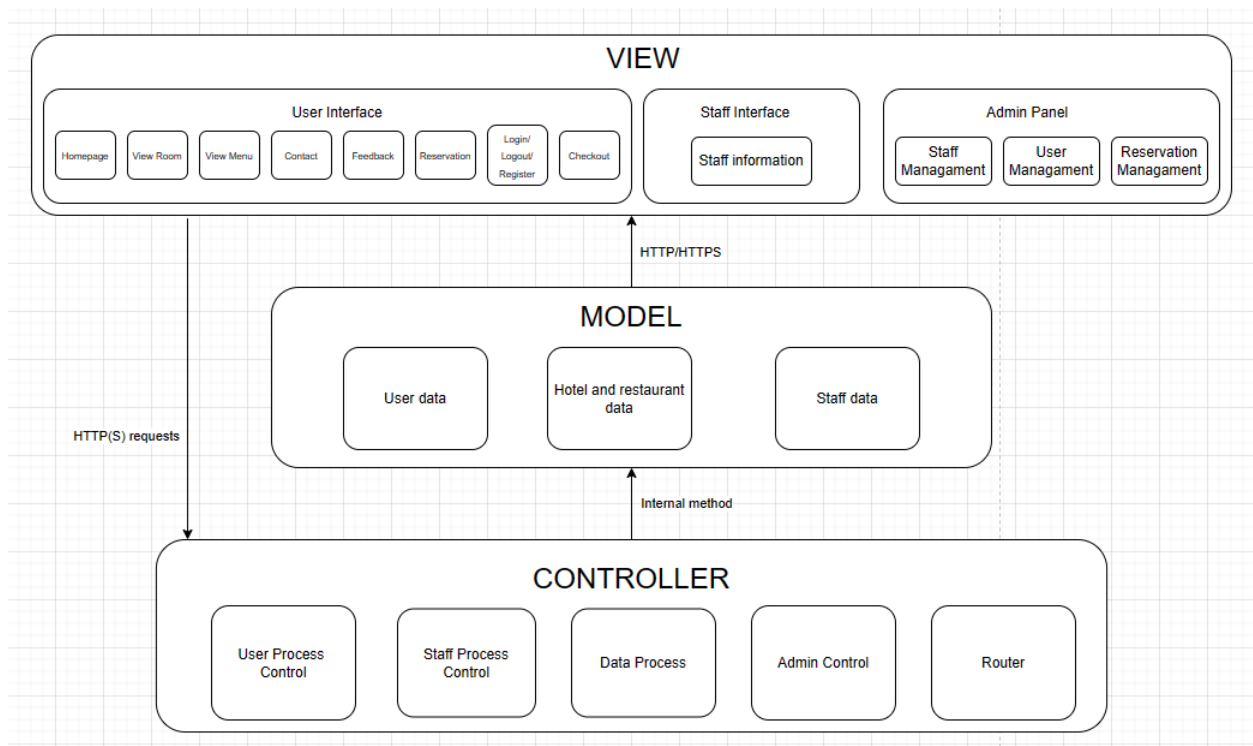 VIEW
User Interface
Staff Interface
Admin Panel
Homepage
View Room
View Menu
Contact
Feedback
Reservation
Login/
Logout/
Register
Checkout
Staff information
Staff
Managament
User
Managament
Reservation
Managament
HTTP/HTTPS
MODEL
User data
Hotel and restaurant
data
Staff data
HTTP(S) requests
Internal method
CONTROLLER
User Process
Control
Staff Process
Control
Data Process
Admin Control
Router